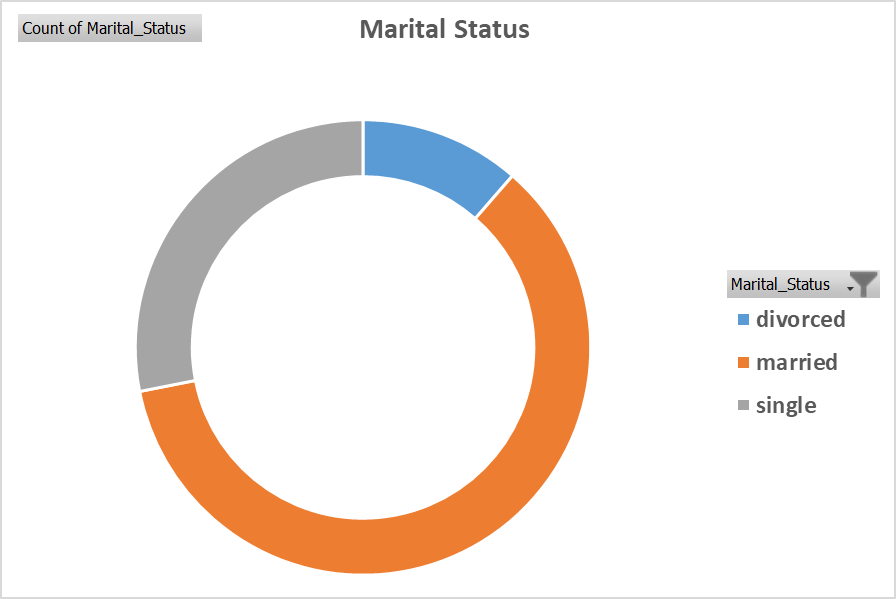 Count of Marital_Status
Marital Status
Marital_Status
divorced
married
single